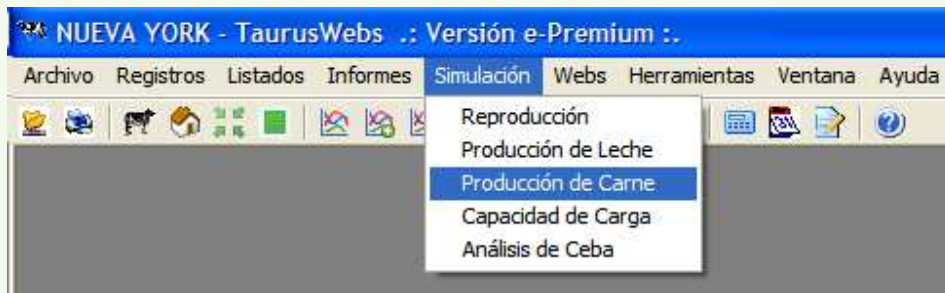 NUEVA YORK - TaurusWebs .: Versión e-Premium :.
Archivo Registros Listados Informes Simulación Webs Herramientas Ventana Ayuda
Reproducción
Producción de Leche
Producción de Carne
Capacidad de Carga
Análisis de Ceba